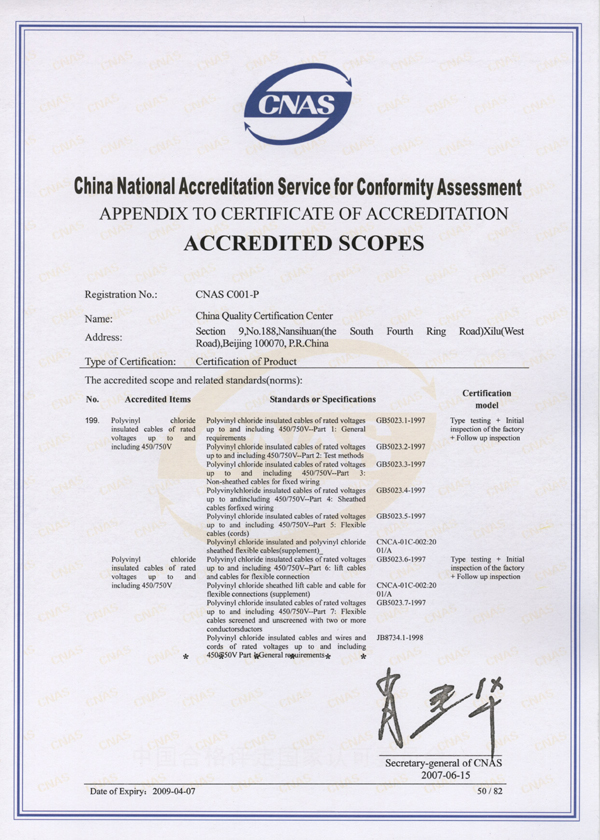 CNAS
China National Accreditation Service for Conformity Assessment
APPENDIX TO CERTIFICATE OF ACCREDITATION
ACCREDITED SCOPES
Registration No.: CNAS C001-P
Name: China Quality Certification Center
Address: Section 9,No.188,Nansihuan(the South Fourth Ring Road)Xilu(West
Road),Beijing 100070, P.R.China
Type of Certification: Certification of Product
The accredited scope and related standards(norms):
No. Accredited Items Standards or Specifications Certification
model
199. Polyvinyl chloride
insulated cables of rated
voltages up to and
including 450/750V
Polyvinyl chloride insulated cables of rated voltages
up to and including 450/750V--Part 1: General
requirements
GB5023.1-1997
Type testing + Initial
inspection of the factory
+ Follow up inspection
Polyvinyl chloride insulated cables of rated voltages
up to and including 450/750V--Part 2: Test methods
GB5023.2-1997
Polyvinyl chloride insulated cables of rated voltages
up to and including 450/750V--Part 3:
Non-sheathed cables for fixed wiring
GB5023.3-1997
Polyvinylchloride insulated cables of rated voltages
up to andincluding 450/750V--Part 4: Sheathed
cables forfixed wiring
GB5023.4-1997
Polyvinyl chloride insulated cables of rated voltages
up to and including 450/750V--Part 5: Flexible
cables (cords)
GB5023.5-1997
Polyvinyl chloride insulated and polyvinyl chloride
sheathed flexible cables(supplement)
CNCA-01C-002:20
01/A
Polyvinyl chloride
insulated cables of rated
voltages up to and
including 450/750V
Polyvinyl chloride insulated cables of rated voltages
up to and including 450/750V--Part 6: lift cables
and cables for flexible connection
GB5023.6-1997
Type testing + Initial
inspection of the factory
+ Follow up inspection
Polyvinyl chloride sheathed lift cable and cable for
flexible connections (supplement)
CNCA-01C-002:20
01/A
Polyvinyl chloride insulated cables of rated voltages
up to and including 450/750V--Part 7: Flexible
cables screened and unscreened with two or more
conductorsductors
GB5023.7-1997
Polyvinyl chloride insulated cables and wires and
cords of rated voltages up to and including
450/750V Part 1:General requirements
JB8734.1-1998
* * * * * *
Secretary-general of CNAS
2007-06-15
Date of Expiry: 2009-04-07
50 / 82